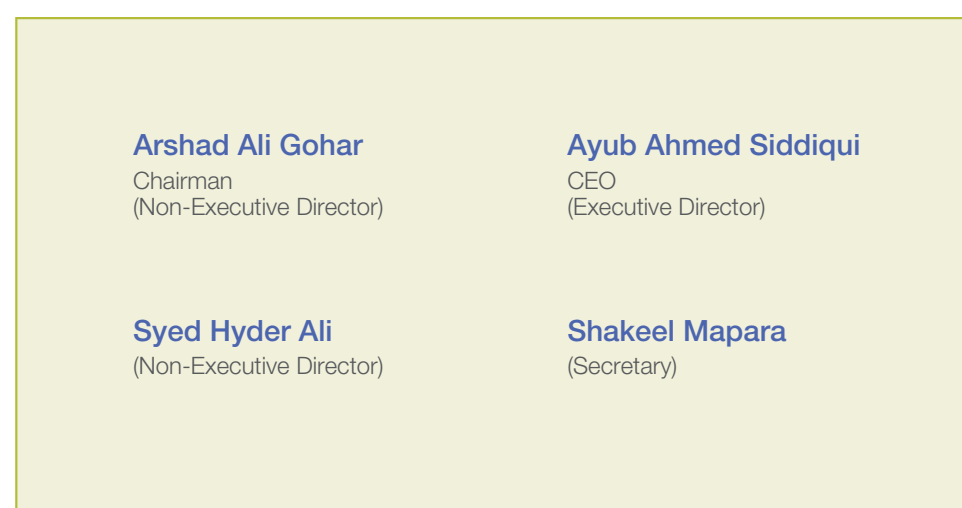 Arshad Ali Gohar
Chairman
(Non-Executive Director)
Ayub Ahmed Siddiqui
CEO
(Executive Director)
Syed Hyder Ali
(Non-Executive Director)
Shakeel Mapara
(Secretary)